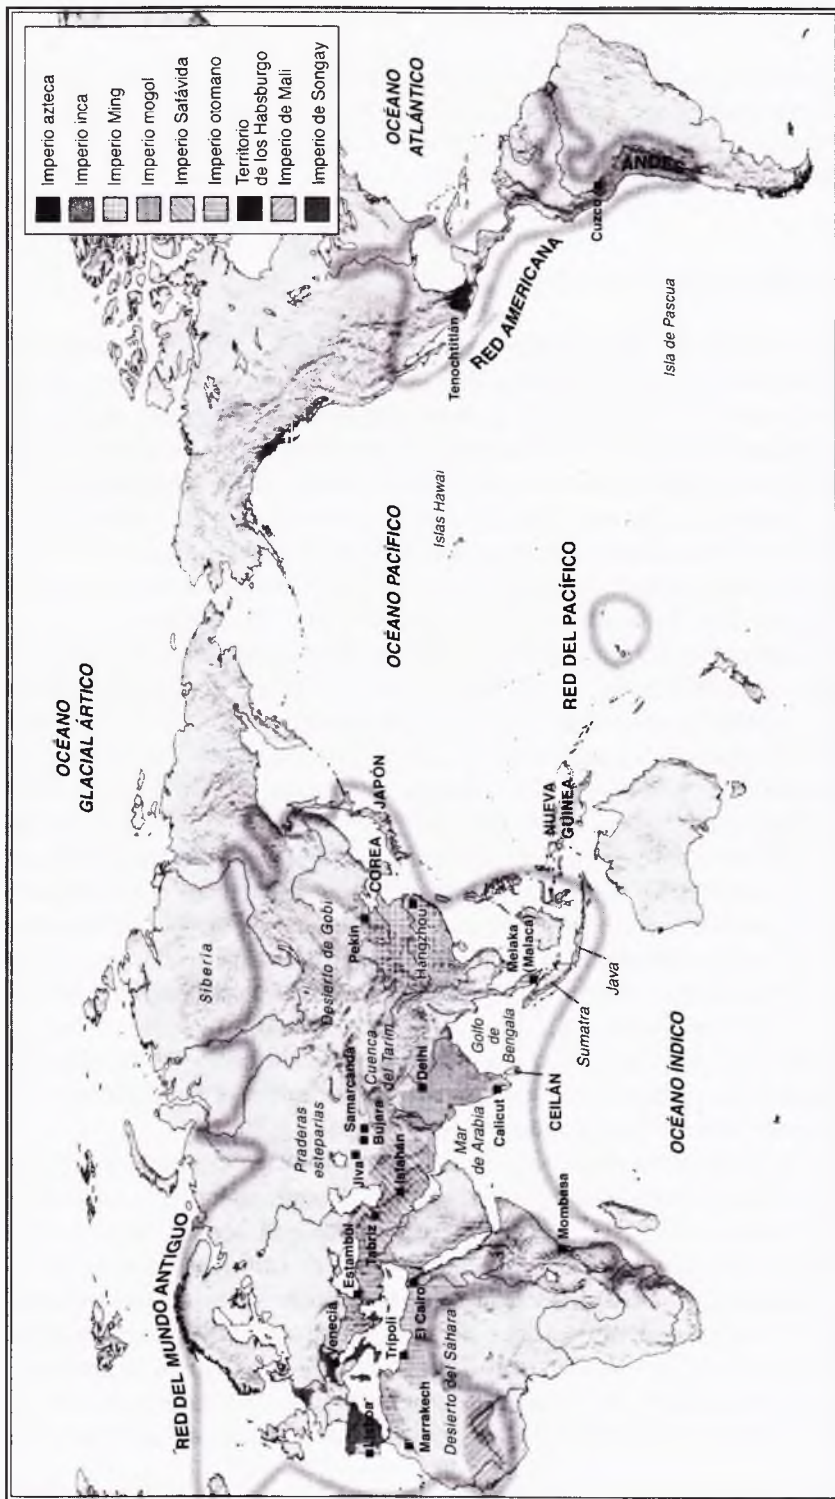 Imperio azteca
Imperio inca
Imperio Ming
Imperio mogol
Imperio Safávida
Imperio otomano
Territorio
de los Habsburgo
Imperio de Mali
Imperio de Songay
OCÉANO
GLACIAL ÁRTICO
OCÉANO
ATLÁNTICO
RED DEL MUNDO ANTIGUO
Siberia
Praderas
esteparias
Desierto de Gobi
Venecia
Estambul
Jiva
Samarcanda
Bujara
Cuenca
del Tarim
Pekín
COREA
JAPÓN
Lisboa
Tabriz
Isfahán
Delhi
Hangzhou
Marrakech
Trípoli
El Cairo
Desierto del Sáhara
Mar
de Arabia
Calicut
Golfo
de
Bengala
CEILÁN
Melaka
(Malaca)
Sumatra
Java
Mombasa
OCÉANO ÍNDICO
NUEVA
GUINEA
RED DEL PACÍFICO
OCÉANO PACÍFICO
Islas Hawai
Tenochtitlán
RED AMERICANA
Cuzco
ANDES
Isla de Pascua